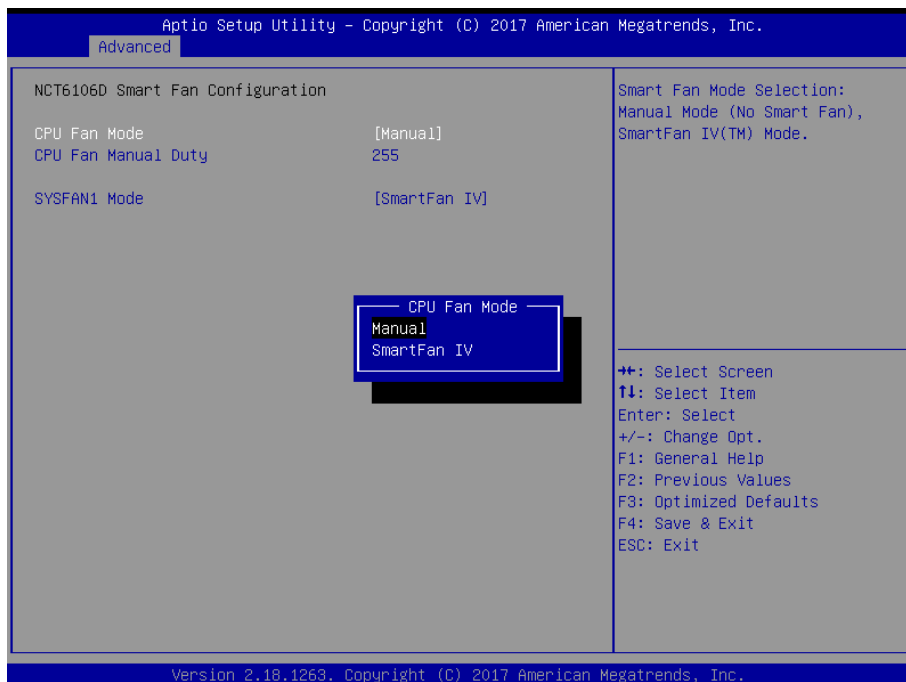 Aptio Setup Utility – Copyright (C) 2017 American Megatrends, Inc.
Advanced
NCT6106D Smart Fan Configuration
CPU Fan Mode [Manual]
CPU Fan Manual Duty 255
SYSFAN1 Mode [SmartFan IV]
CPU Fan Mode
Manual
SmartFan IV
Smart Fan Mode Selection:
Manual Mode (No Smart Fan),
SmartFan IV(TM) Mode.
→←: Select Screen
↑↓: Select Item
Enter: Select
+/-: Change Opt.
F1: General Help
F2: Previous Values
F3: Optimized Defaults
F4: Save & Exit
ESC: Exit
Version 2.18.1263. Copyright (C) 2017 American Megatrends, Inc.